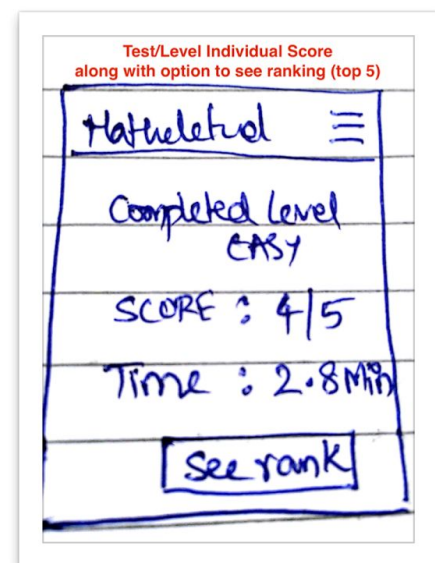 Test/Level Individual Score
along with option to see ranking (top 5)
Completed level
EASY
SCORE : 4/5
Time : 2.8 Min
See rank